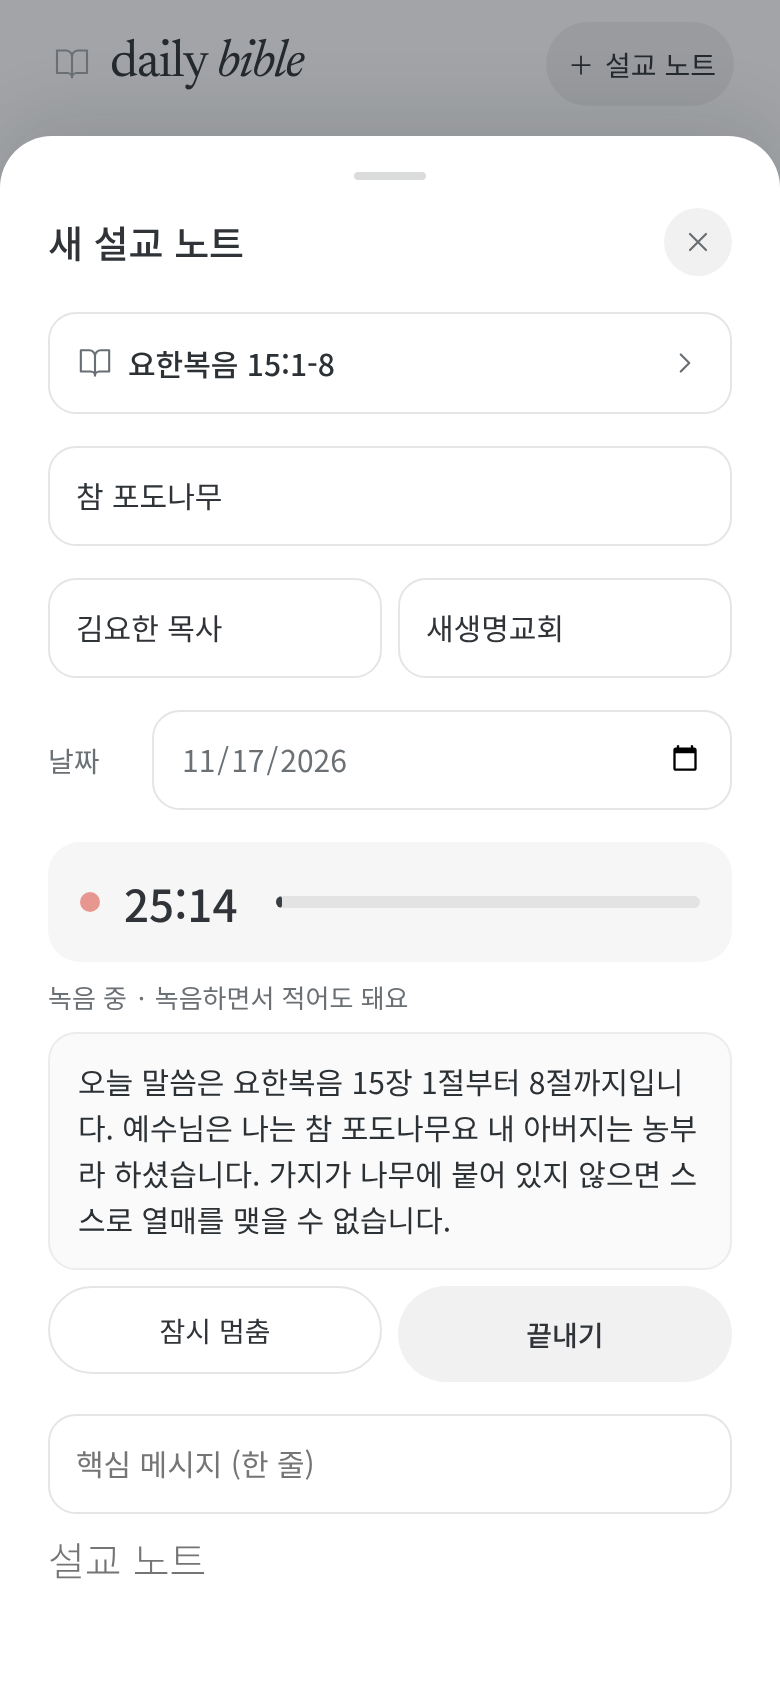 daily bible
+ 설교 노트
새 설교 노트
요한복음 15:1-8
참 포도나무
김요한 목사
새생명교회
날짜
11/17/2026
25:14
녹음 중 · 녹음하면서 적어도 돼요
오늘 말씀은 요한복음 15장 1절부터 8절까지입니
다. 예수님은 나는 참 포도나무요 내 아버지는 농부
라 하셨습니다. 가지가 나무에 붙어 있지 않으면 스
스로 열매를 맺을 수 없습니다.
잠시 멈춤
끝내기
핵심 메시지 (한 줄)
설교 노트